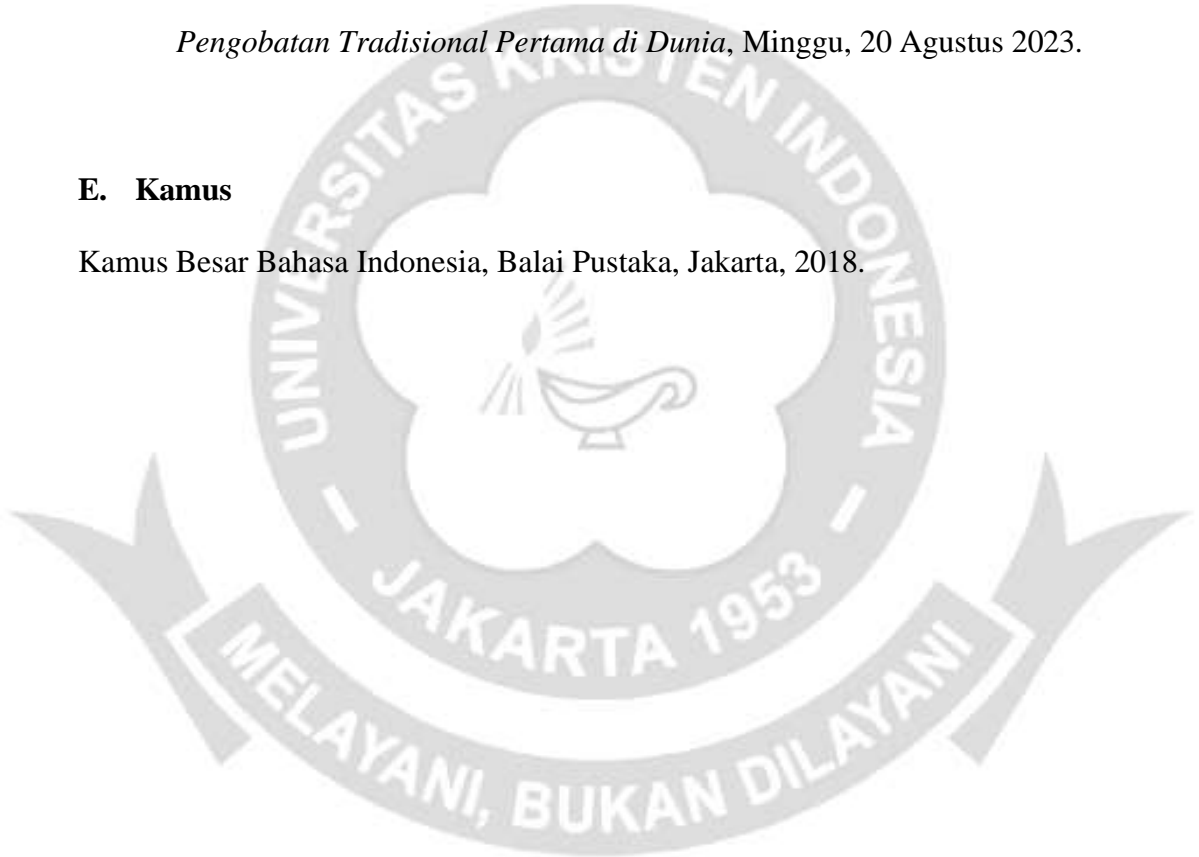 Pengobatan Tradisional Pertama di Dunia, Minggu, 20 Agustus 2023.
E. Kamus
Kamus Besar Bahasa Indonesia, Balai Pustaka, Jakarta, 2018.
UNIVERSITAS KRISTEN INDONESIA
- JAKARTA 1953 -
MELAYANI, BUKAN DILAYANI